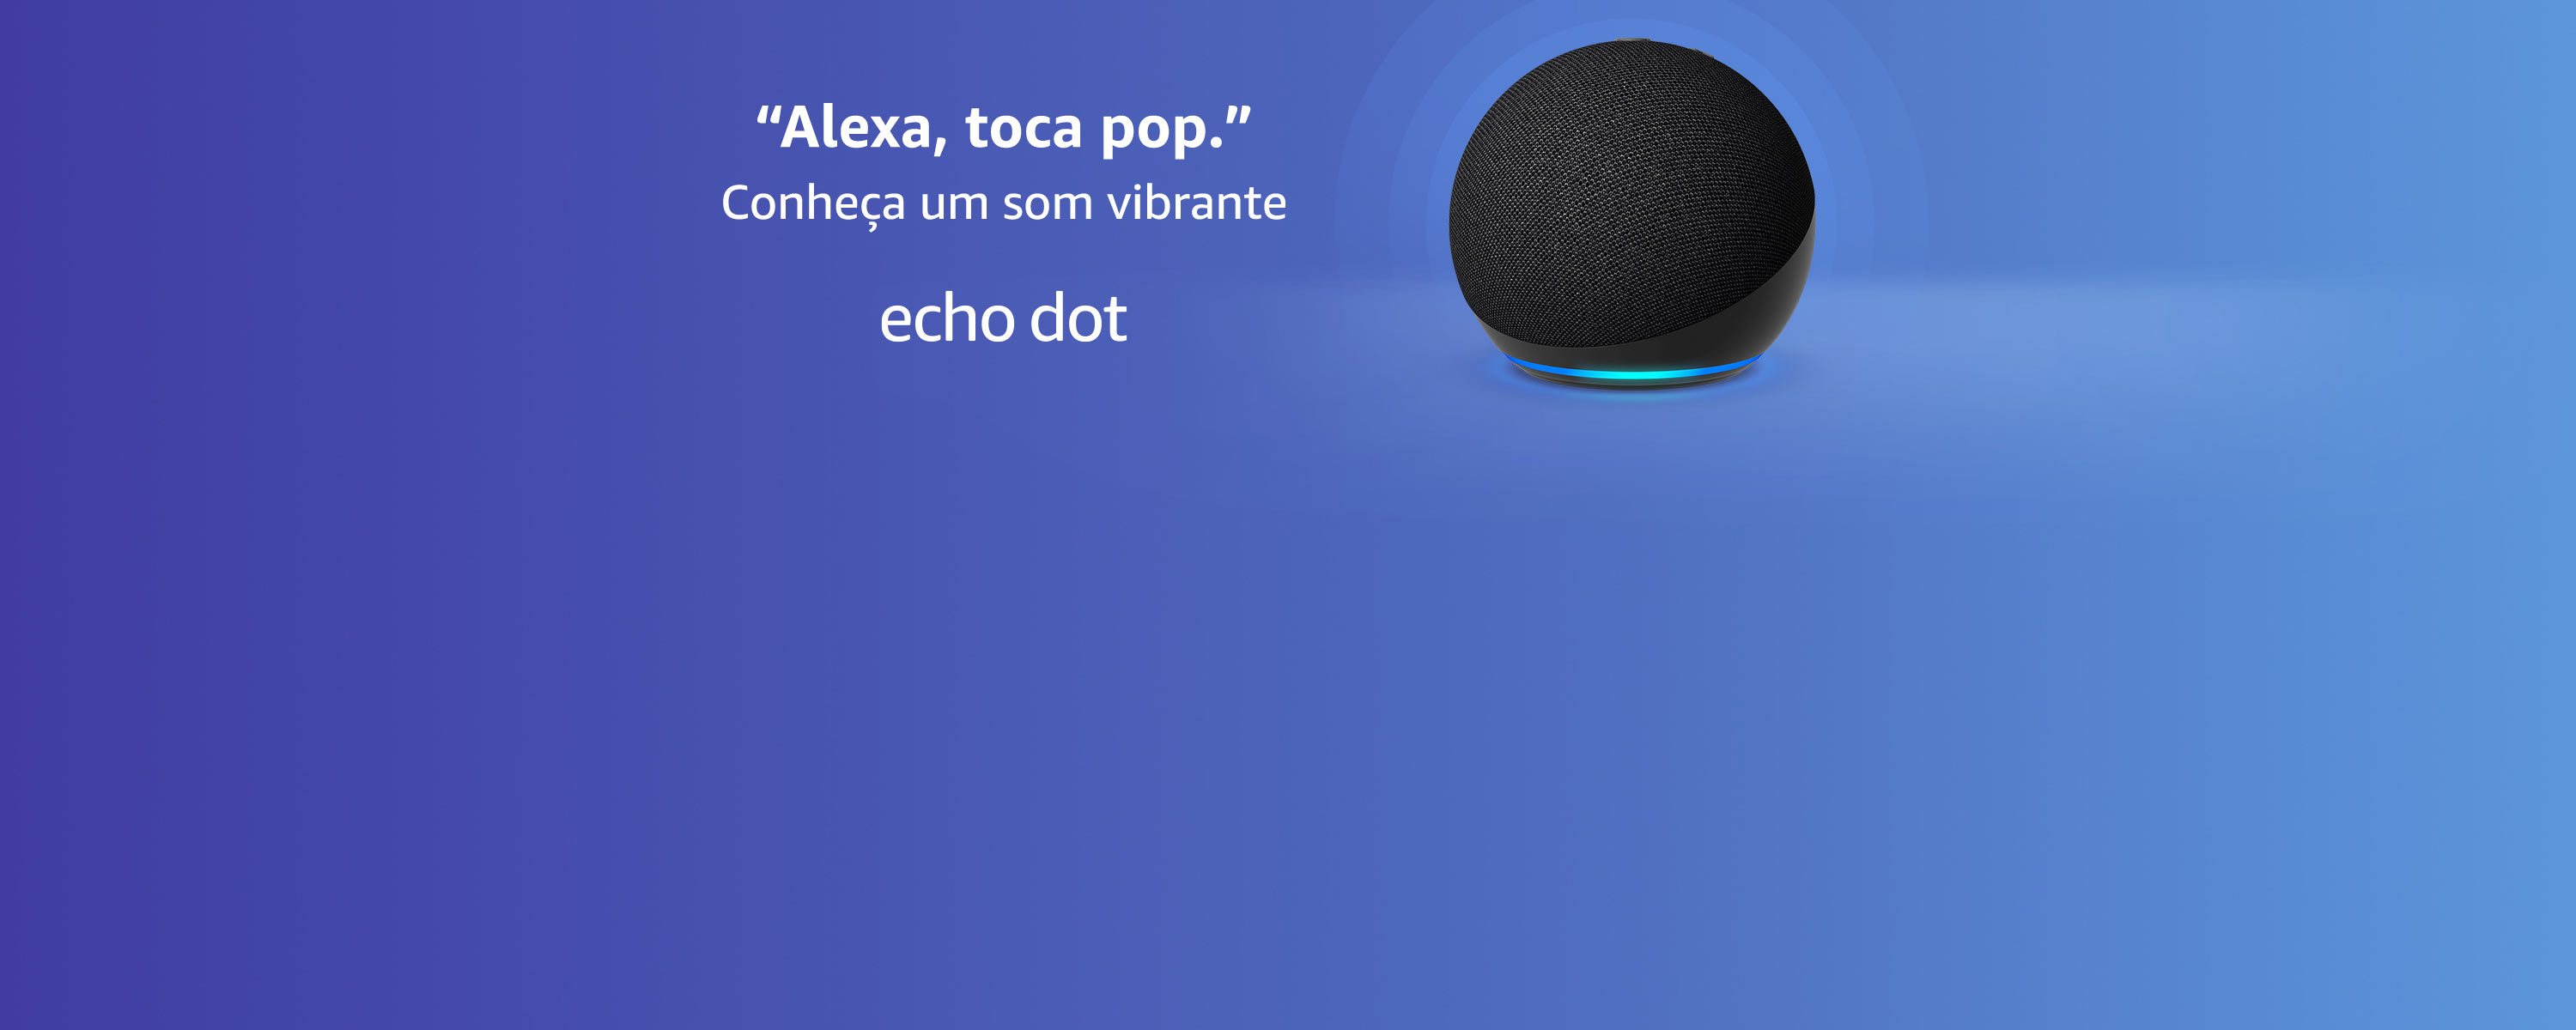 “Alexa, toca pop.”
Conheça um som vibrante
echo dot